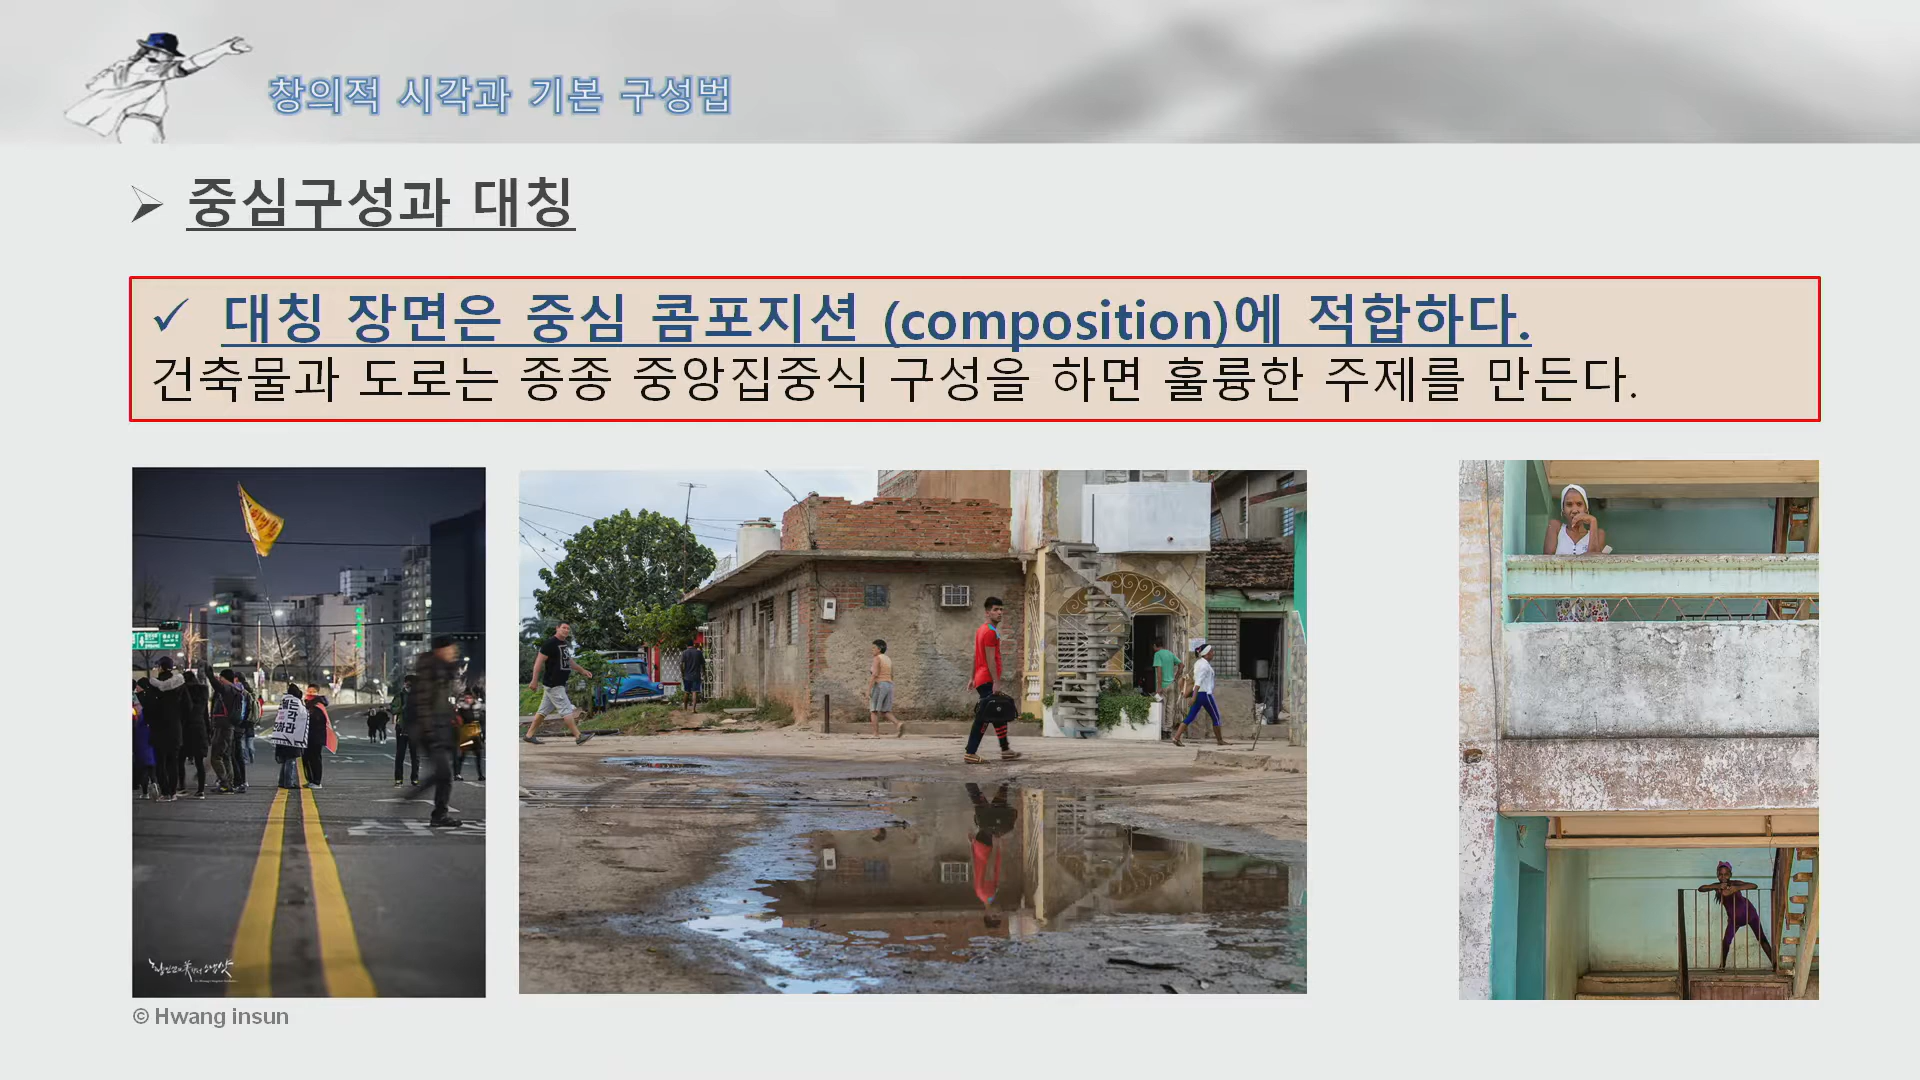 창의적 시각과 기본 구성법
➢ 중심구성과 대칭
✓ 대칭 장면은 중심 콤포지션 (composition)에 적합하다.
건축물과 도로는 종종 중앙집중식 구성을 하면 훌륭한 주제를 만든다.
© Hwang insun